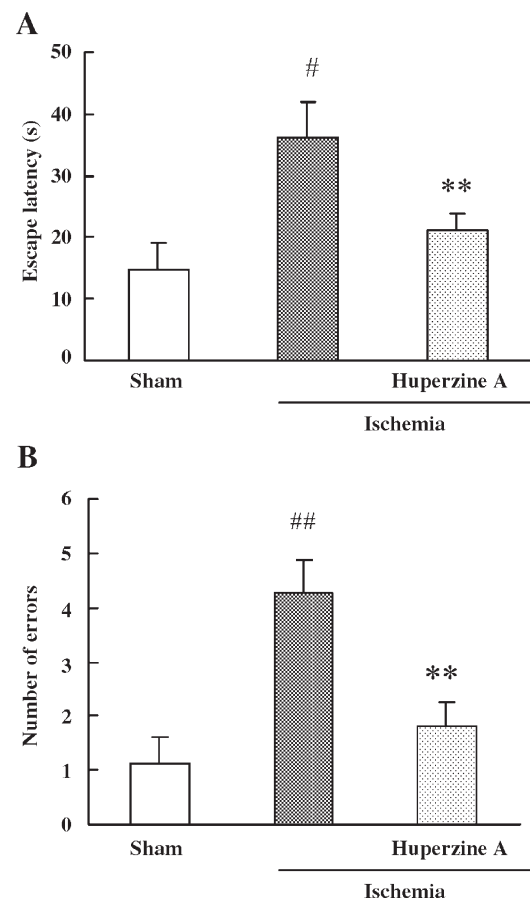 A
50
#
40
Escape latency (s)
30
**
20
10
0
Sham
Huperzine A
Ischemia
B
6
##
5
4
Number of errors
3
**
2
1
0
Sham
Huperzine A
Ischemia